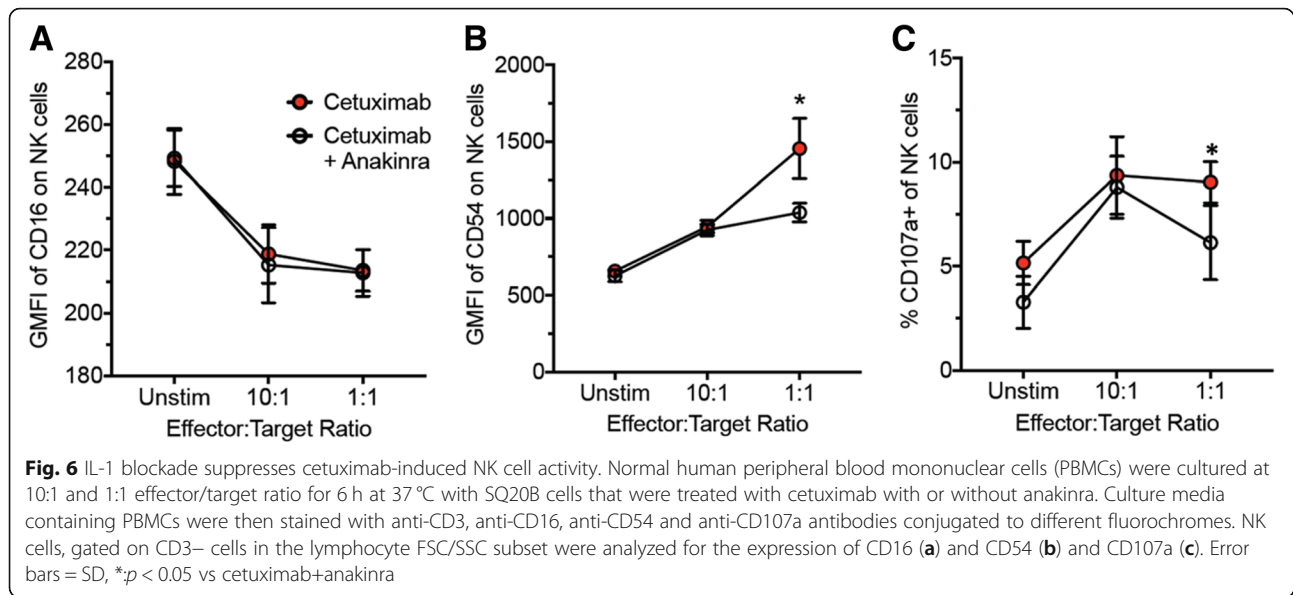 A
GMFI of CD16 on NK cells
280
260
240
220
200
180
Unstim 10:1 1:1
Effector:Target Ratio
Cetuximab
Cetuximab
+ Anakinra
B
GMFI of CD54 on NK cells
2000
1500
1000
500
0
*
Unstim 10:1 1:1
Effector:Target Ratio
C
% CD107a+ of NK cells
15
10
5
0
*
Unstim 10:1 1:1
Effector:Target Ratio
Fig. 6 IL-1 blockade suppresses cetuximab-induced NK cell activity. Normal human peripheral blood mononuclear cells (PBMCs) were cultured at
10:1 and 1:1 effector/target ratio for 6 h at 37 °C with SQ20B cells that were treated with cetuximab with or without anakinra. Culture media
containing PBMCs were then stained with anti-CD3, anti-CD16, anti-CD54 and anti-CD107a antibodies conjugated to different fluorochromes. NK
cells, gated on CD3− cells in the lymphocyte FSC/SSC subset were analyzed for the expression of CD16 (a) and CD54 (b) and CD107a (c). Error
bars = SD, *:p < 0.05 vs cetuximab+anakinra